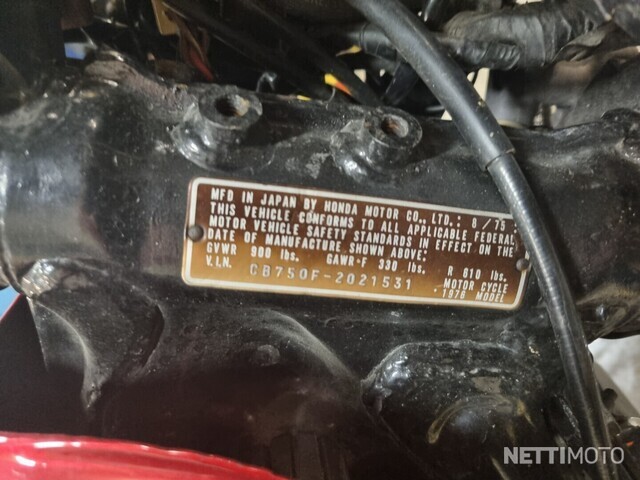 MFD IN JAPAN BY HONDA MOTOR CO., LTD.: 8/75
THIS VEHICLE CONFORMS TO ALL APPLICABLE FEDERAL
MOTOR VEHICLE SAFETY STANDARDS IN EFFECT ON THE
DATE OF MANUFACTURE SHOWN ABOVE.
GVWR 900 lbs. GAWR-F 330 lbs. R 610 lbs.
V.I.N. CB750F-2021531 MOTOR CYCLE
1976 MODEL
NETTIMOTO